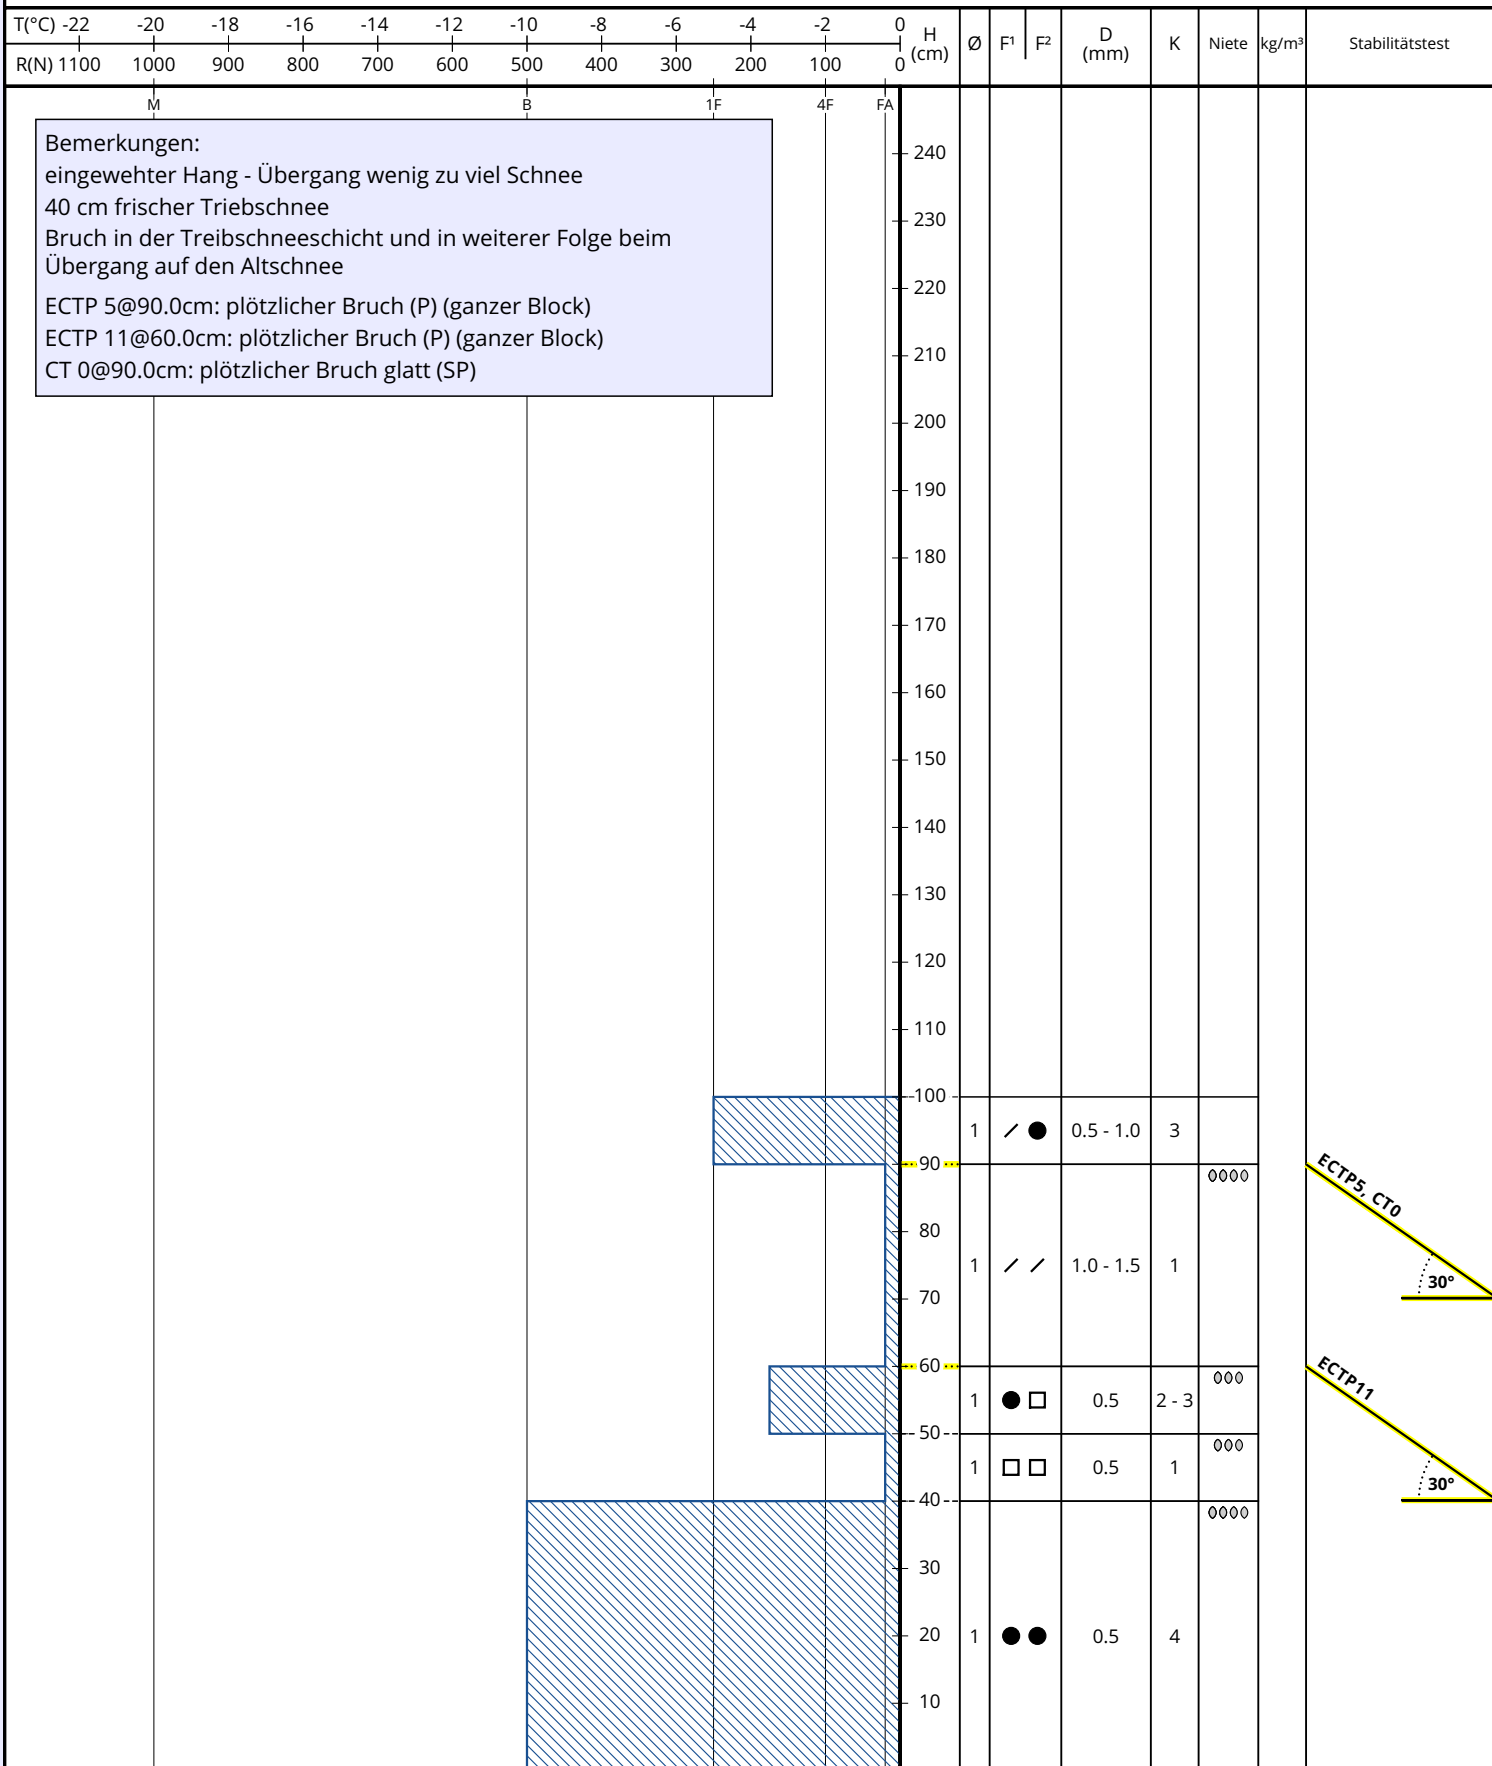 T(°C) -22 -20 -18 -16 -14 -12 -10 -8 -6 -4 -2 0
R(N) 1100 1000 900 800 700 600 500 400 300 200 100 0
H (cm) Ø F¹ F² D (mm) K Niete kg/m³ Stabilitätstest
M B 1F 4F FA
Bemerkungen:
eingewehter Hang - Übergang wenig zu viel Schnee
40 cm frischer Triebschnee
Bruch in der Treibschneeschicht und in weiterer Folge beim
Übergang auf den Altschnee
ECTP 5@90.0cm: plötzlicher Bruch (P) (ganzer Block)
ECTP 11@60.0cm: plötzlicher Bruch (P) (ganzer Block)
CT 0@90.0cm: plötzlicher Bruch glatt (SP)
240
230
220
210
200
190
180
170
160
150
140
130
120
110
100
1 0.5 - 1.0 3
90
ECTP5, CT0
80
1 1.0 - 1.5 1
30°
70
60
ECTP11
1 0.5 2 - 3
50
1 0.5 1
30°
40
30
20 1 0.5 4
10